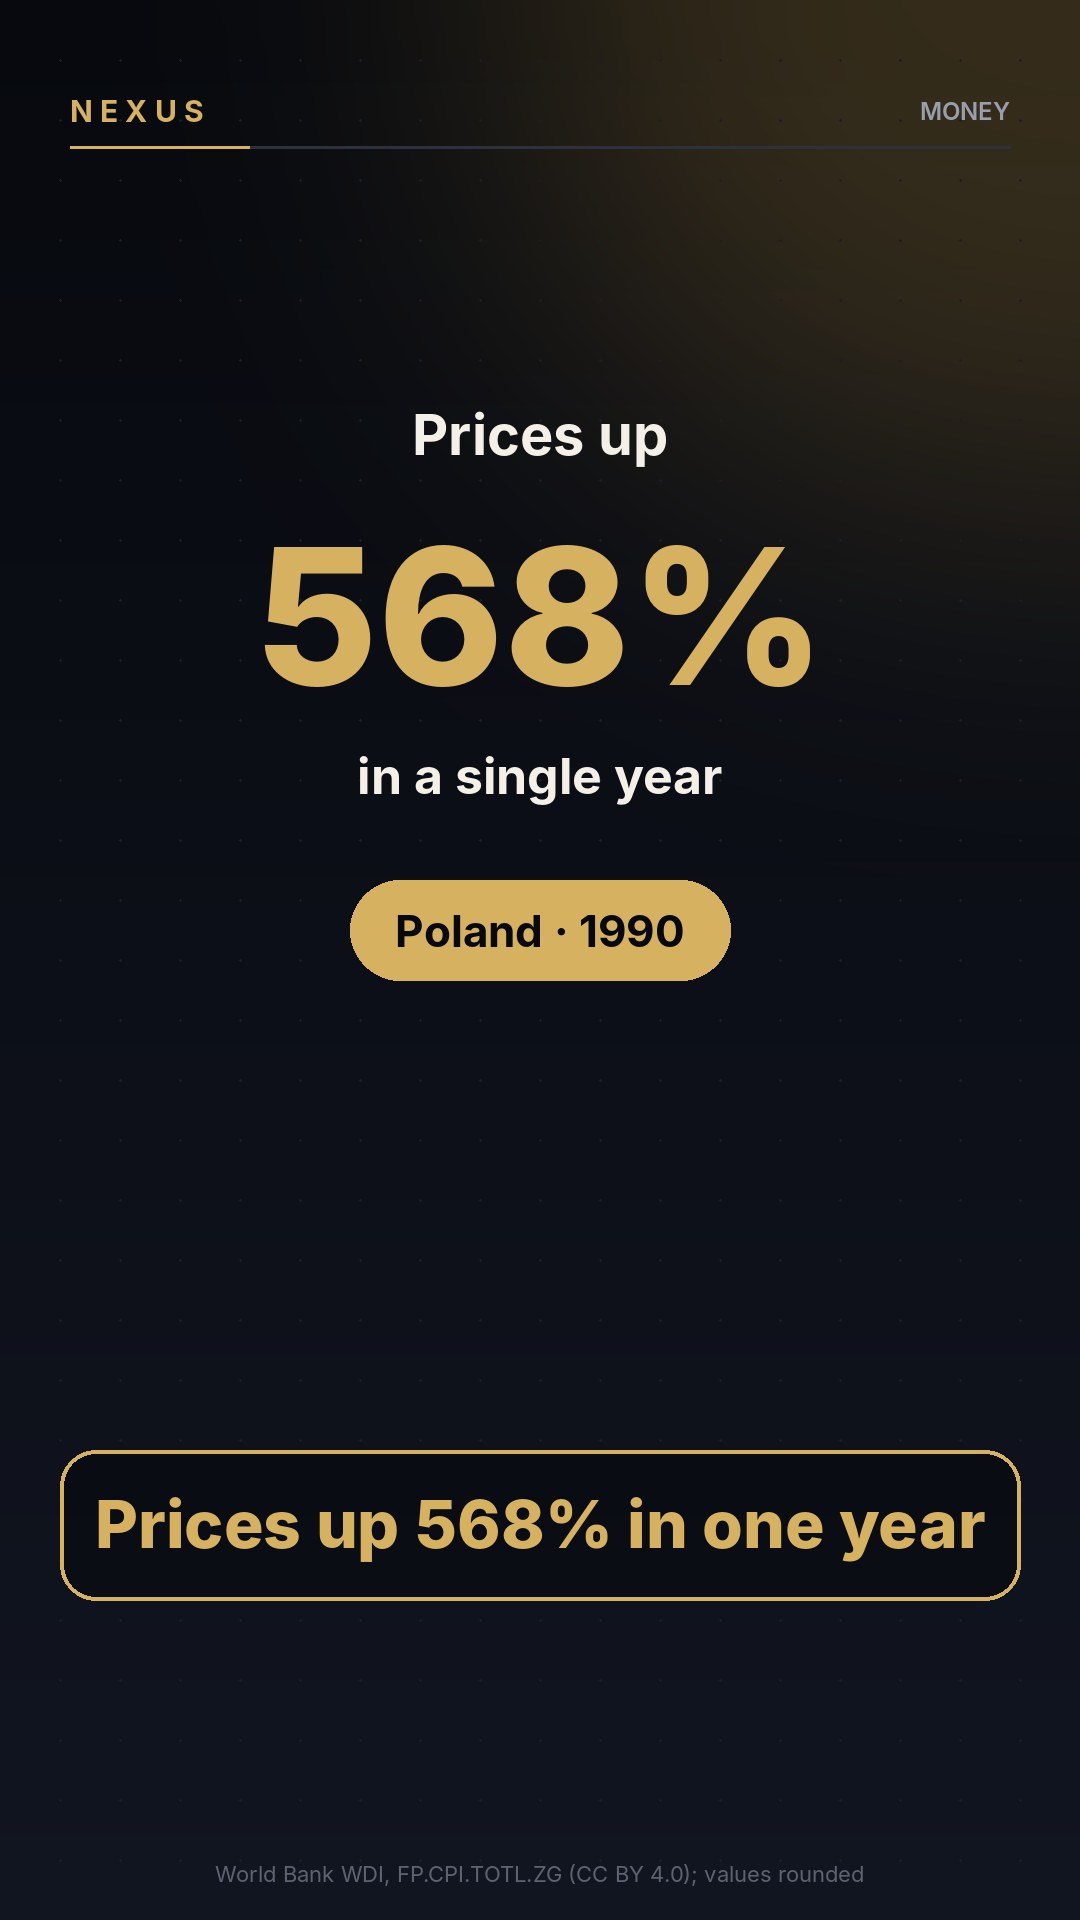 NEXUS
MONEY
Prices up
568%
in a single year
Poland · 1990
Prices up 568% in one year
World Bank WDI, FP.CPI.TOTL.ZG (CC BY 4.0); values rounded